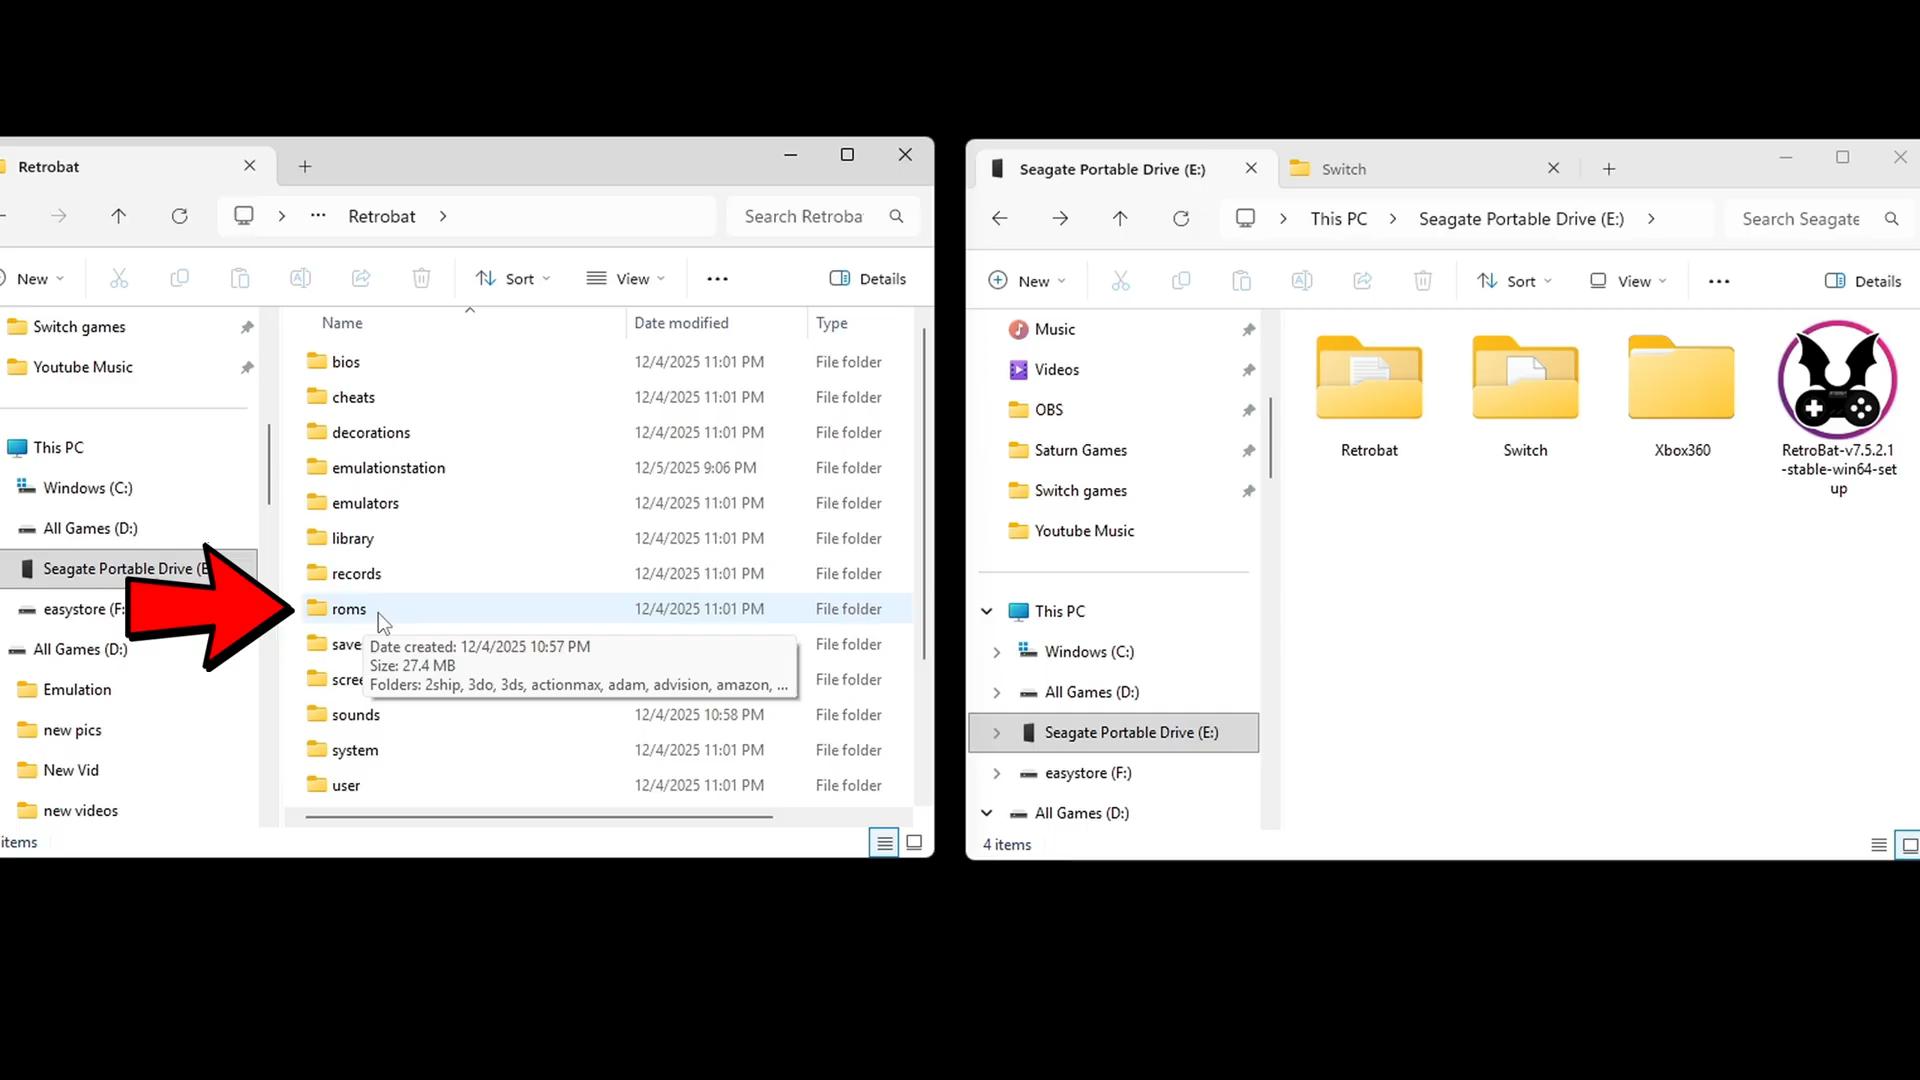 Retrobat
Retrobat
Search Retroba
New
Sort
View
Details
Switch games
Youtube Music
This PC
Windows (C:)
All Games (D:)
Seagate Portable Drive (E
easystore (F:
All Games (D:)
Emulation
new pics
New Vid
new videos
items
Name Date modified Type
bios 12/4/2025 11:01 PM File folder
cheats 12/4/2025 11:01 PM File folder
decorations 12/4/2025 11:01 PM File folder
emulationstation 12/5/2025 9:06 PM File folder
emulators 12/4/2025 11:01 PM File folder
library 12/4/2025 11:01 PM File folder
records 12/4/2025 11:01 PM File folder
roms 12/4/2025 11:01 PM File folder
save File folder
scree File folder
Date created: 12/4/2025 10:57 PM
Size: 27.4 MB
Folders: 2ship, 3do, 3ds, actionmax, adam, advision, amazon, ...
sounds 12/4/2025 10:58 PM File folder
system 12/4/2025 11:01 PM File folder
user 12/4/2025 11:01 PM File folder
Seagate Portable Drive (E:)
Switch
This PC
Seagate Portable Drive (E:)
Search Seagate
New
Sort
View
Details
Music
Videos
OBS
Saturn Games
Switch games
Youtube Music
This PC
Windows (C:)
All Games (D:)
Seagate Portable Drive (E:)
easystore (F:)
All Games (D:)
4 items
Retrobat
Switch
Xbox360
RetroBat-v7.5.2.1
-stable-win64-set
up